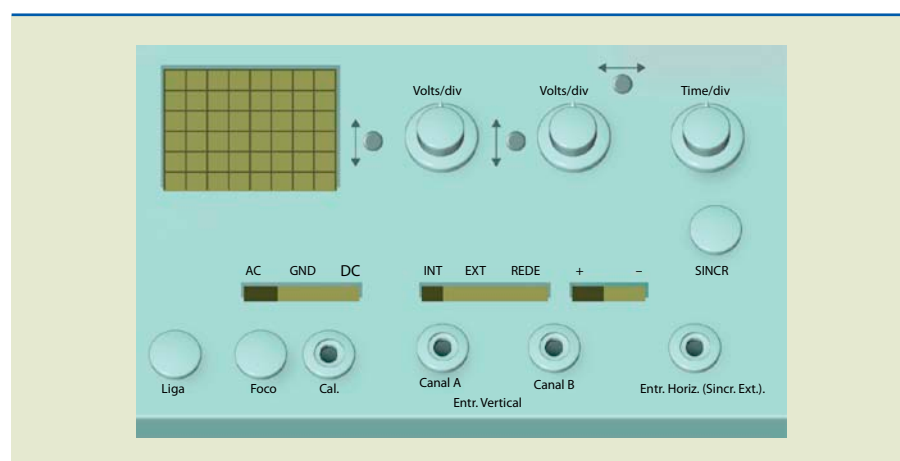 Volts/div Volts/div Time/div
SINCR
AC GND DC INT EXT REDE + –
Liga Foco Cal. Canal A Canal B Entr. Horiz. (Sincr. Ext.).
Entr. Vertical